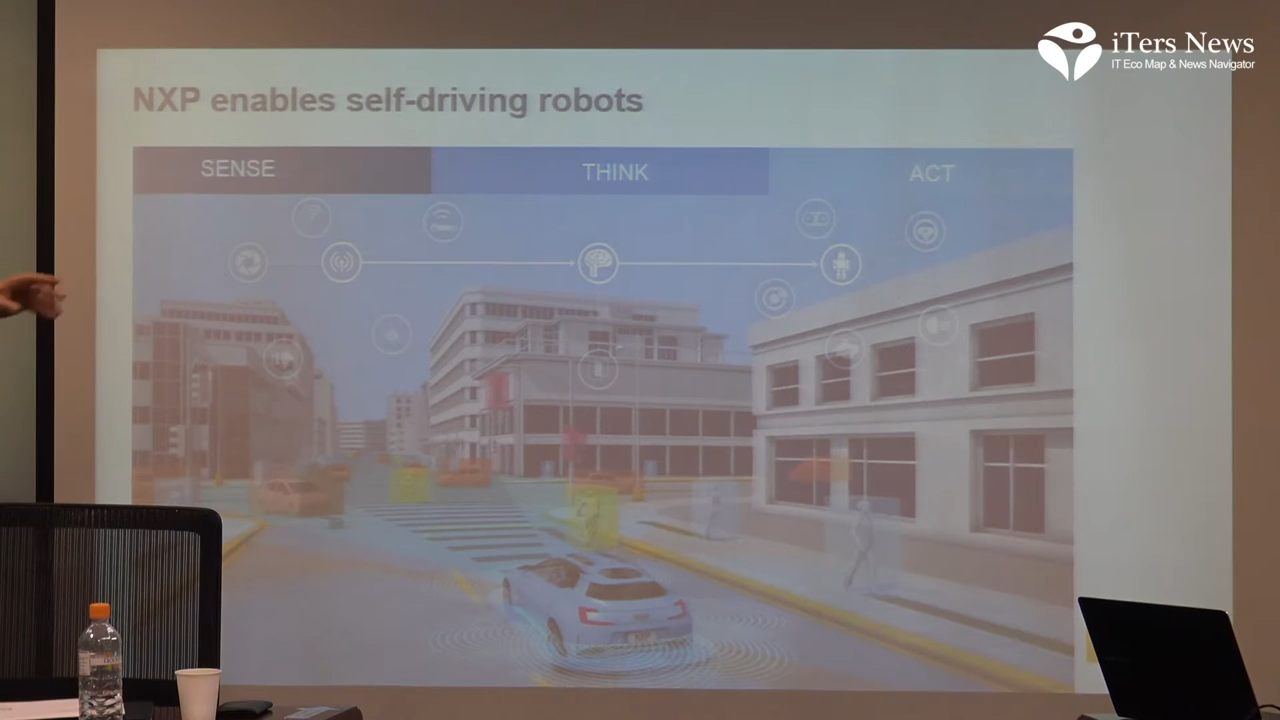 iTers News
IT Eco Map & News Navigator
NXP enables self-driving robots
SENSE
THINK
ACT